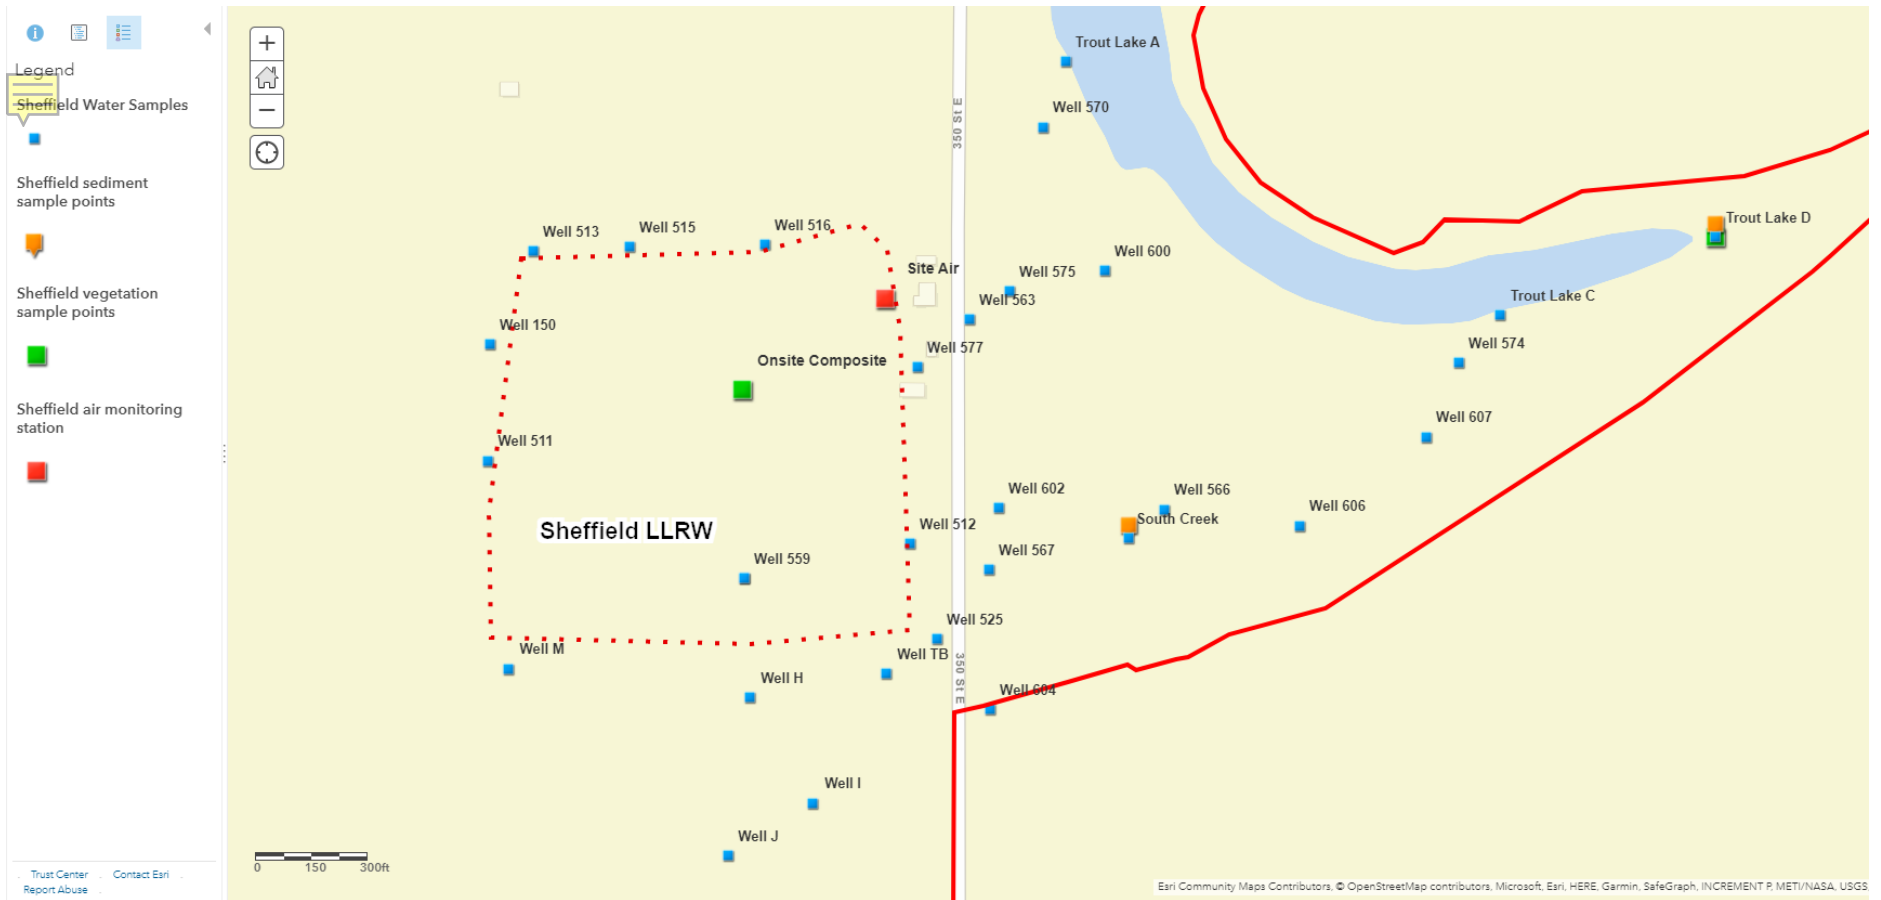 Legend
Sheffield Water Samples
Sheffield sediment
sample points
Sheffield vegetation
sample points
Sheffield air monitoring
station
Trust Center
Contact Esri
Report Abuse
+
−
Trout Lake A
Well 570
350 St E
Well 513
Well 515
Well 516
Trout Lake D
Well 600
Site Air
Well 575
Well 563
Trout Lake C
Well 150
Well 577
Well 574
Onsite Composite
Well 607
Well 511
Well 602
Well 566
Well 606
South Creek
Well 512
Sheffield LLRW
Well 567
Well 559
Well 525
Well M
Well TB
350 St E
Well H
Well 604
Well I
Well J
0 150 300ft
Esri Community Maps Contributors, © OpenStreetMap contributors, Microsoft, Esri, HERE, Garmin, SafeGraph, INCREMENT P, METI/NASA, USGS